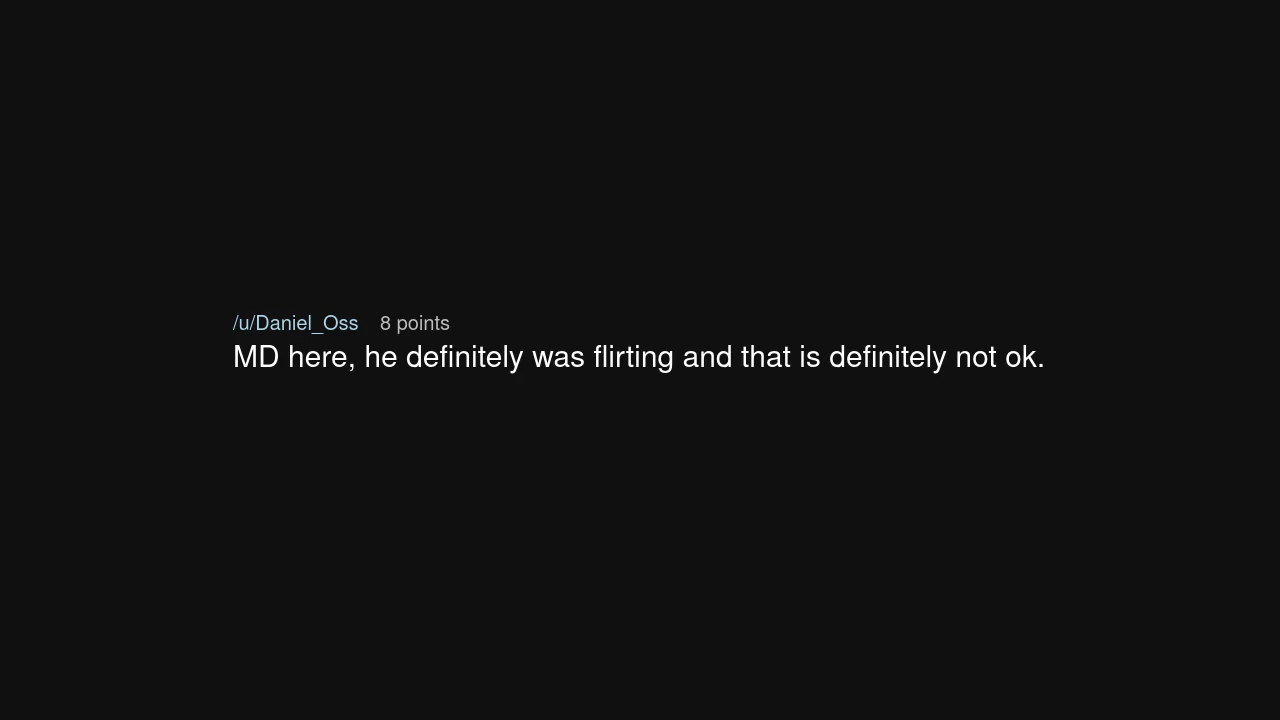 /u/Daniel_Oss 8 points
MD here, he definitely was flirting and that is definitely not ok.